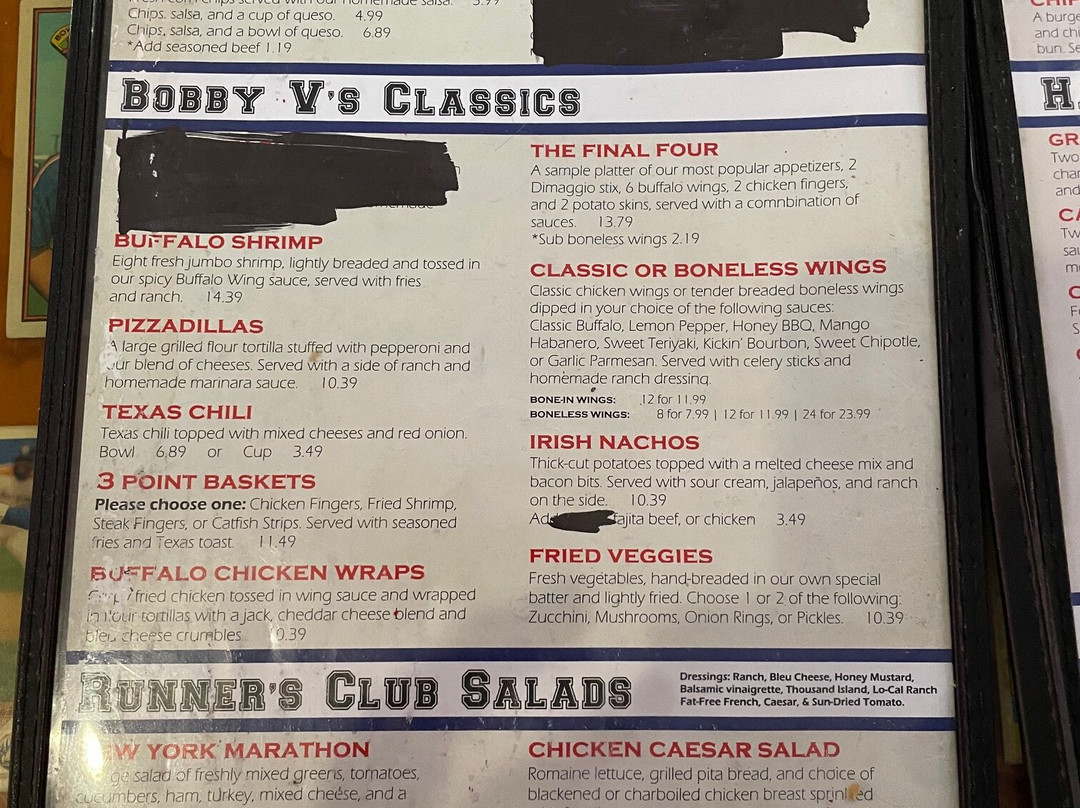 Chips. salsa, and a cup of queso. 4.99
Chips, salsa, and a bowl of queso. 6.89
*Add seasoned beef 1.19
BOBBY V'S CLASSICS
BUFFALO SHRIMP
Eight fresh jumbo shrimp, lightly breaded and tossed in
our spicy Buffalo Wing sauce, served with fries
and ranch. 14.39
PIZZADILLAS
A large grilled flour tortilla stuffed with pepperoni and
our blend of cheeses. Served with a side of ranch and
homemade marinara sauce. 10.39
TEXAS CHILI
Texas chili topped with mixed cheeses and red onion.
Bowl 6.89 or Cup 3.49
3 POINT BASKETS
Please choose one: Chicken Fingers, Fried Shrimp,
Steak Fingers, or Catfish Strips. Served with seasoned
fries and Texas toast. 11.49
BUFFALO CHICKEN WRAPS
fried chicken tossed in wing sauce and wrapped
in flour tortillas with a jack, cheddar cheese blend and
bleu cheese crumbles 0.39
THE FINAL FOUR
A sample platter of our most popular appetizers, 2
Dimaggio stix, 6 buffalo wings, 2 chicken fingers,
and 2 potato skins, served with a comnbination of
sauces. 13.79
*Sub boneless wings 2.19
CLASSIC OR BONELESS WINGS
Classic chicken wings or tender breaded boneless wings
dipped in your choice of the following sauces:
Classic Buffalo, Lemon Pepper, Honey BBQ, Mango
Habanero, Sweet Teriyaki, Kickin' Bourbon, Sweet Chipotle,
or Garlic Parmesan. Served with celery sticks and
homemade ranch dressing.
BONE-IN WINGS: 12 for 11.99
BONELESS WINGS: 8 for 7.99 | 12 for 11.99 | 24 for 23.99
IRISH NACHOS
Thick-cut potatoes topped with a melted cheese mix and
bacon bits. Served with sour cream, jalapeños, and ranch
on the side. 10.39
Ad fajita beef, or chicken 3.49
FRIED VEGGIES
Fresh vegetables, hand-breaded in our own special
batter and lightly fried. Choose 1 or 2 of the following:
Zucchini, Mushrooms, Onion Rings, or Pickles. 10.39
RUNNER'S CLUB SALADS
Dressings: Ranch, Bleu Cheese, Honey Mustard,
Balsamic vinaigrette, Thousand Island, Lo-Cal Ranch
Fat-Free French, Caesar, & Sun-Dried Tomato.
W YORK MARATHON
salad of freshly mixed greens, tomatoes,
cucumbers, ham, turkey, mixed cheese, and a
CHICKEN CAESAR SALAD
Romaine lettuce, grilled pita bread, and choice of
blackened or charboiled chicken breast sprinkled